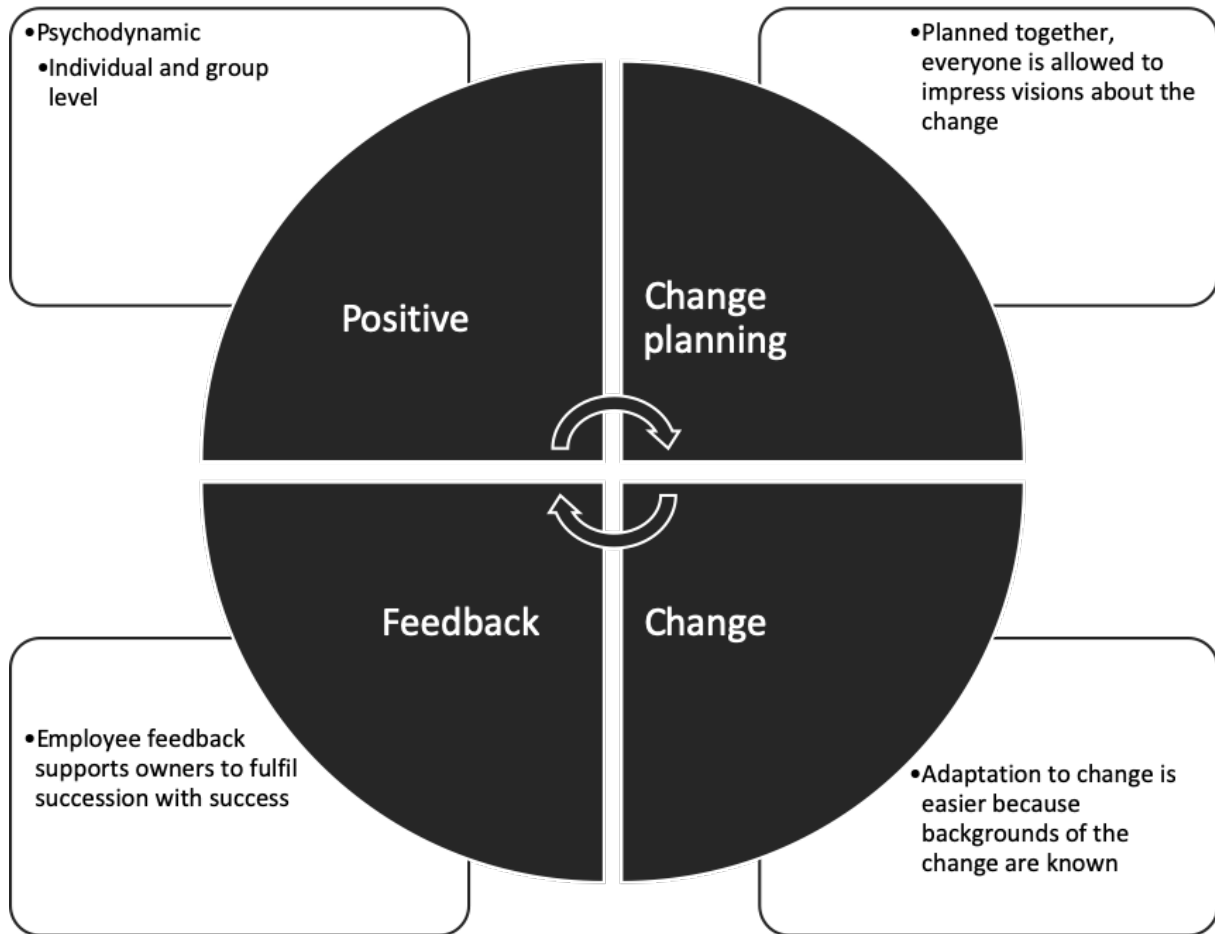 •Psychodynamic
•Individual and group
level
•Planned together,
everyone is allowed to
impress visions about the
change
Positive
Change
planning
Feedback
Change
•Employee feedback
supports owners to fulfil
succession with success
•Adaptation to change is
easier because
backgrounds of the
change are known